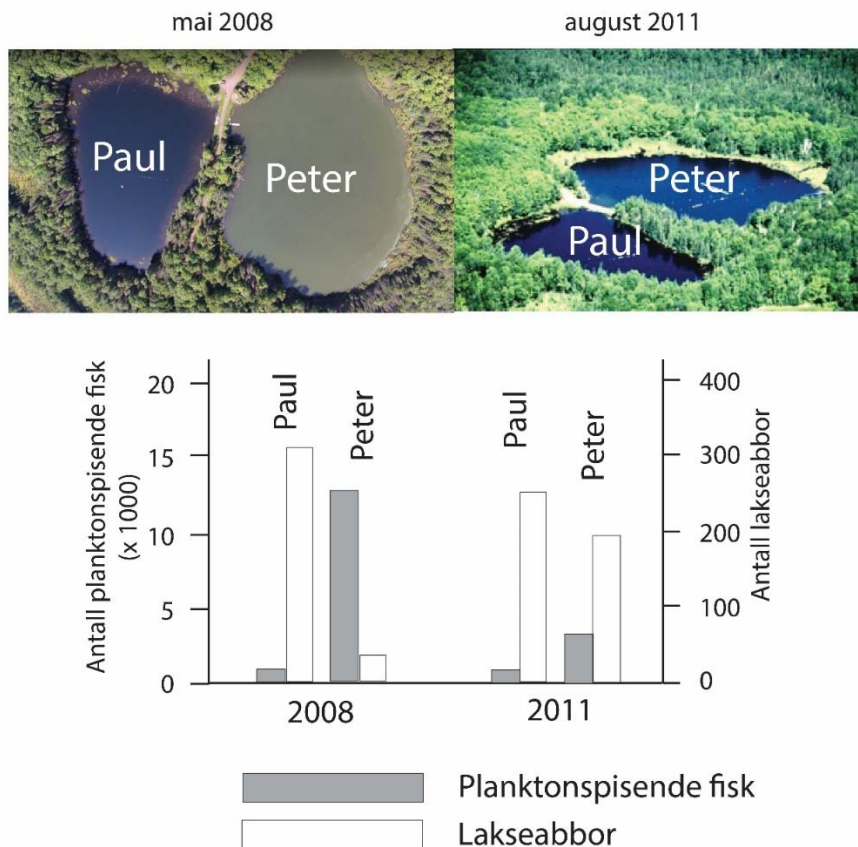 mai 2008
august 2011
Paul
Peter
Peter
Paul
Antall planktonspisende fisk
(x 1000)
20
15
10
5
0
Paul
Peter
Paul
Peter
400
300
200
100
0
Antall lakseabbor
2008
2011
Planktonspisende fisk
Lakseabbor